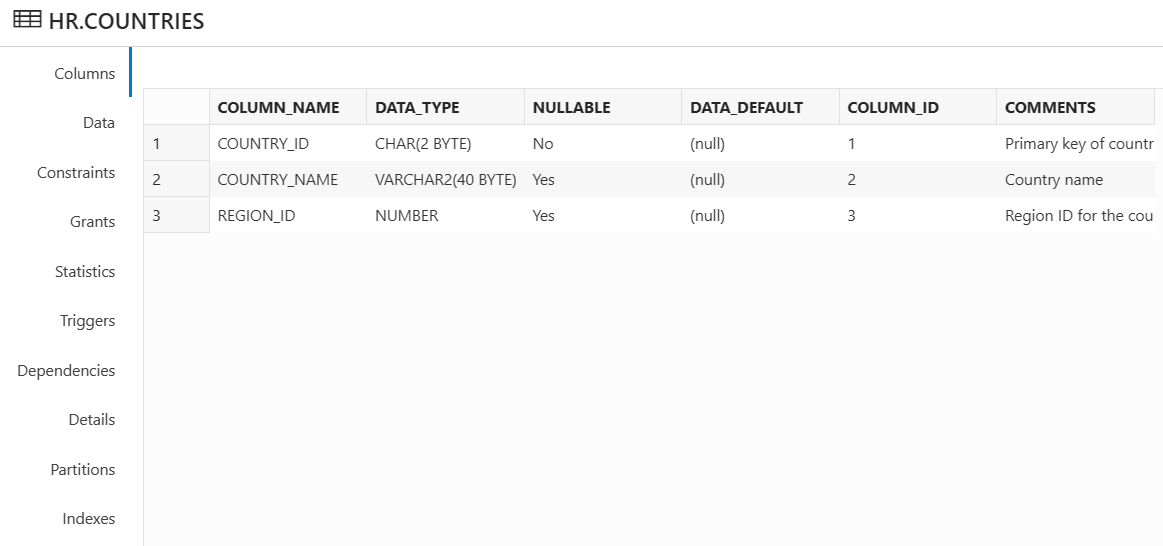 HR.COUNTRIES
Columns
Data
Constraints
Grants
Statistics
Triggers
Dependencies
Details
Partitions
Indexes
COLUMN_NAME DATA_TYPE NULLABLE DATA_DEFAULT COLUMN_ID COMMENTS
1 COUNTRY_ID CHAR(2 BYTE) No (null) 1 Primary key of countr
2 COUNTRY_NAME VARCHAR2(40 BYTE) Yes (null) 2 Country name
3 REGION_ID NUMBER Yes (null) 3 Region ID for the cou